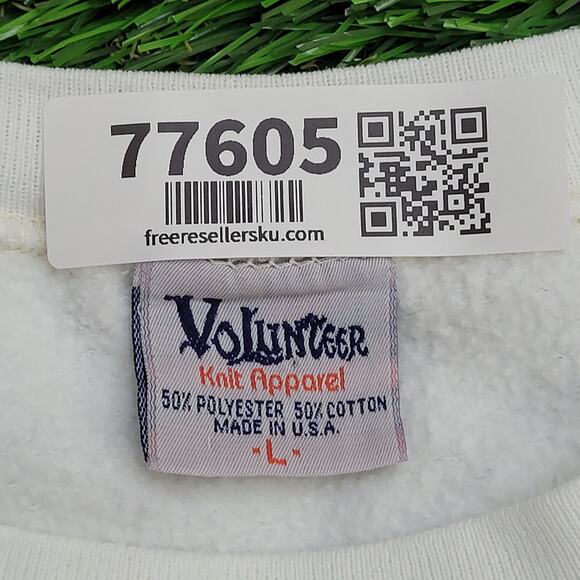 77605
freeresellersku.com
Volunteer
Knit Apparel
50% POLYESTER 50% COTTON
MADE IN U.S.A.
-L-